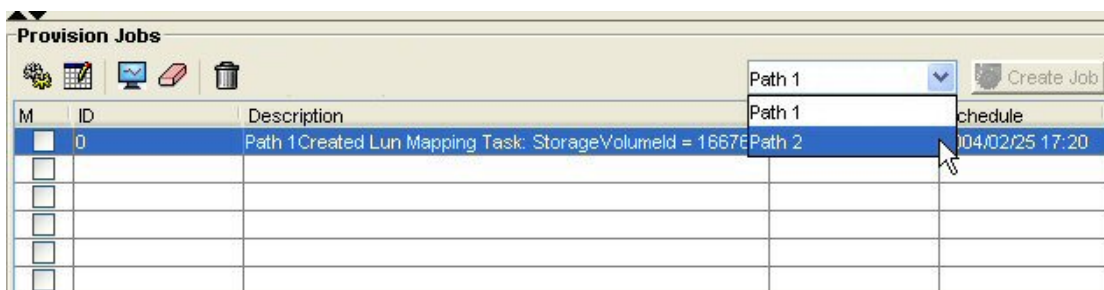 Provision Jobs
Path 1
Create Job
M ID Description chedule
Path 1
0 Path 1Created Lun Mapping Task: StorageVolumeId = 16676 Path 2 004/02/25 17:20